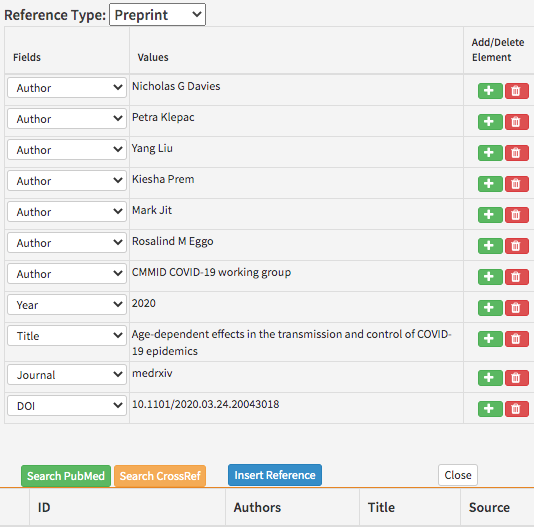 Reference Type: Preprint
Fields Values Add/Delete Element
Author Nicholas G Davies
Author Petra Klepac
Author Yang Liu
Author Kiesha Prem
Author Mark Jit
Author Rosalind M Eggo
Author CMMID COVID-19 working group
Year 2020
Title Age-dependent effects in the transmission and control of COVID-
19 epidemics
Journal medrxiv
DOI 10.1101/2020.03.24.20043018
Search PubMed Search CrossRef Insert Reference Close
ID Authors Title Source